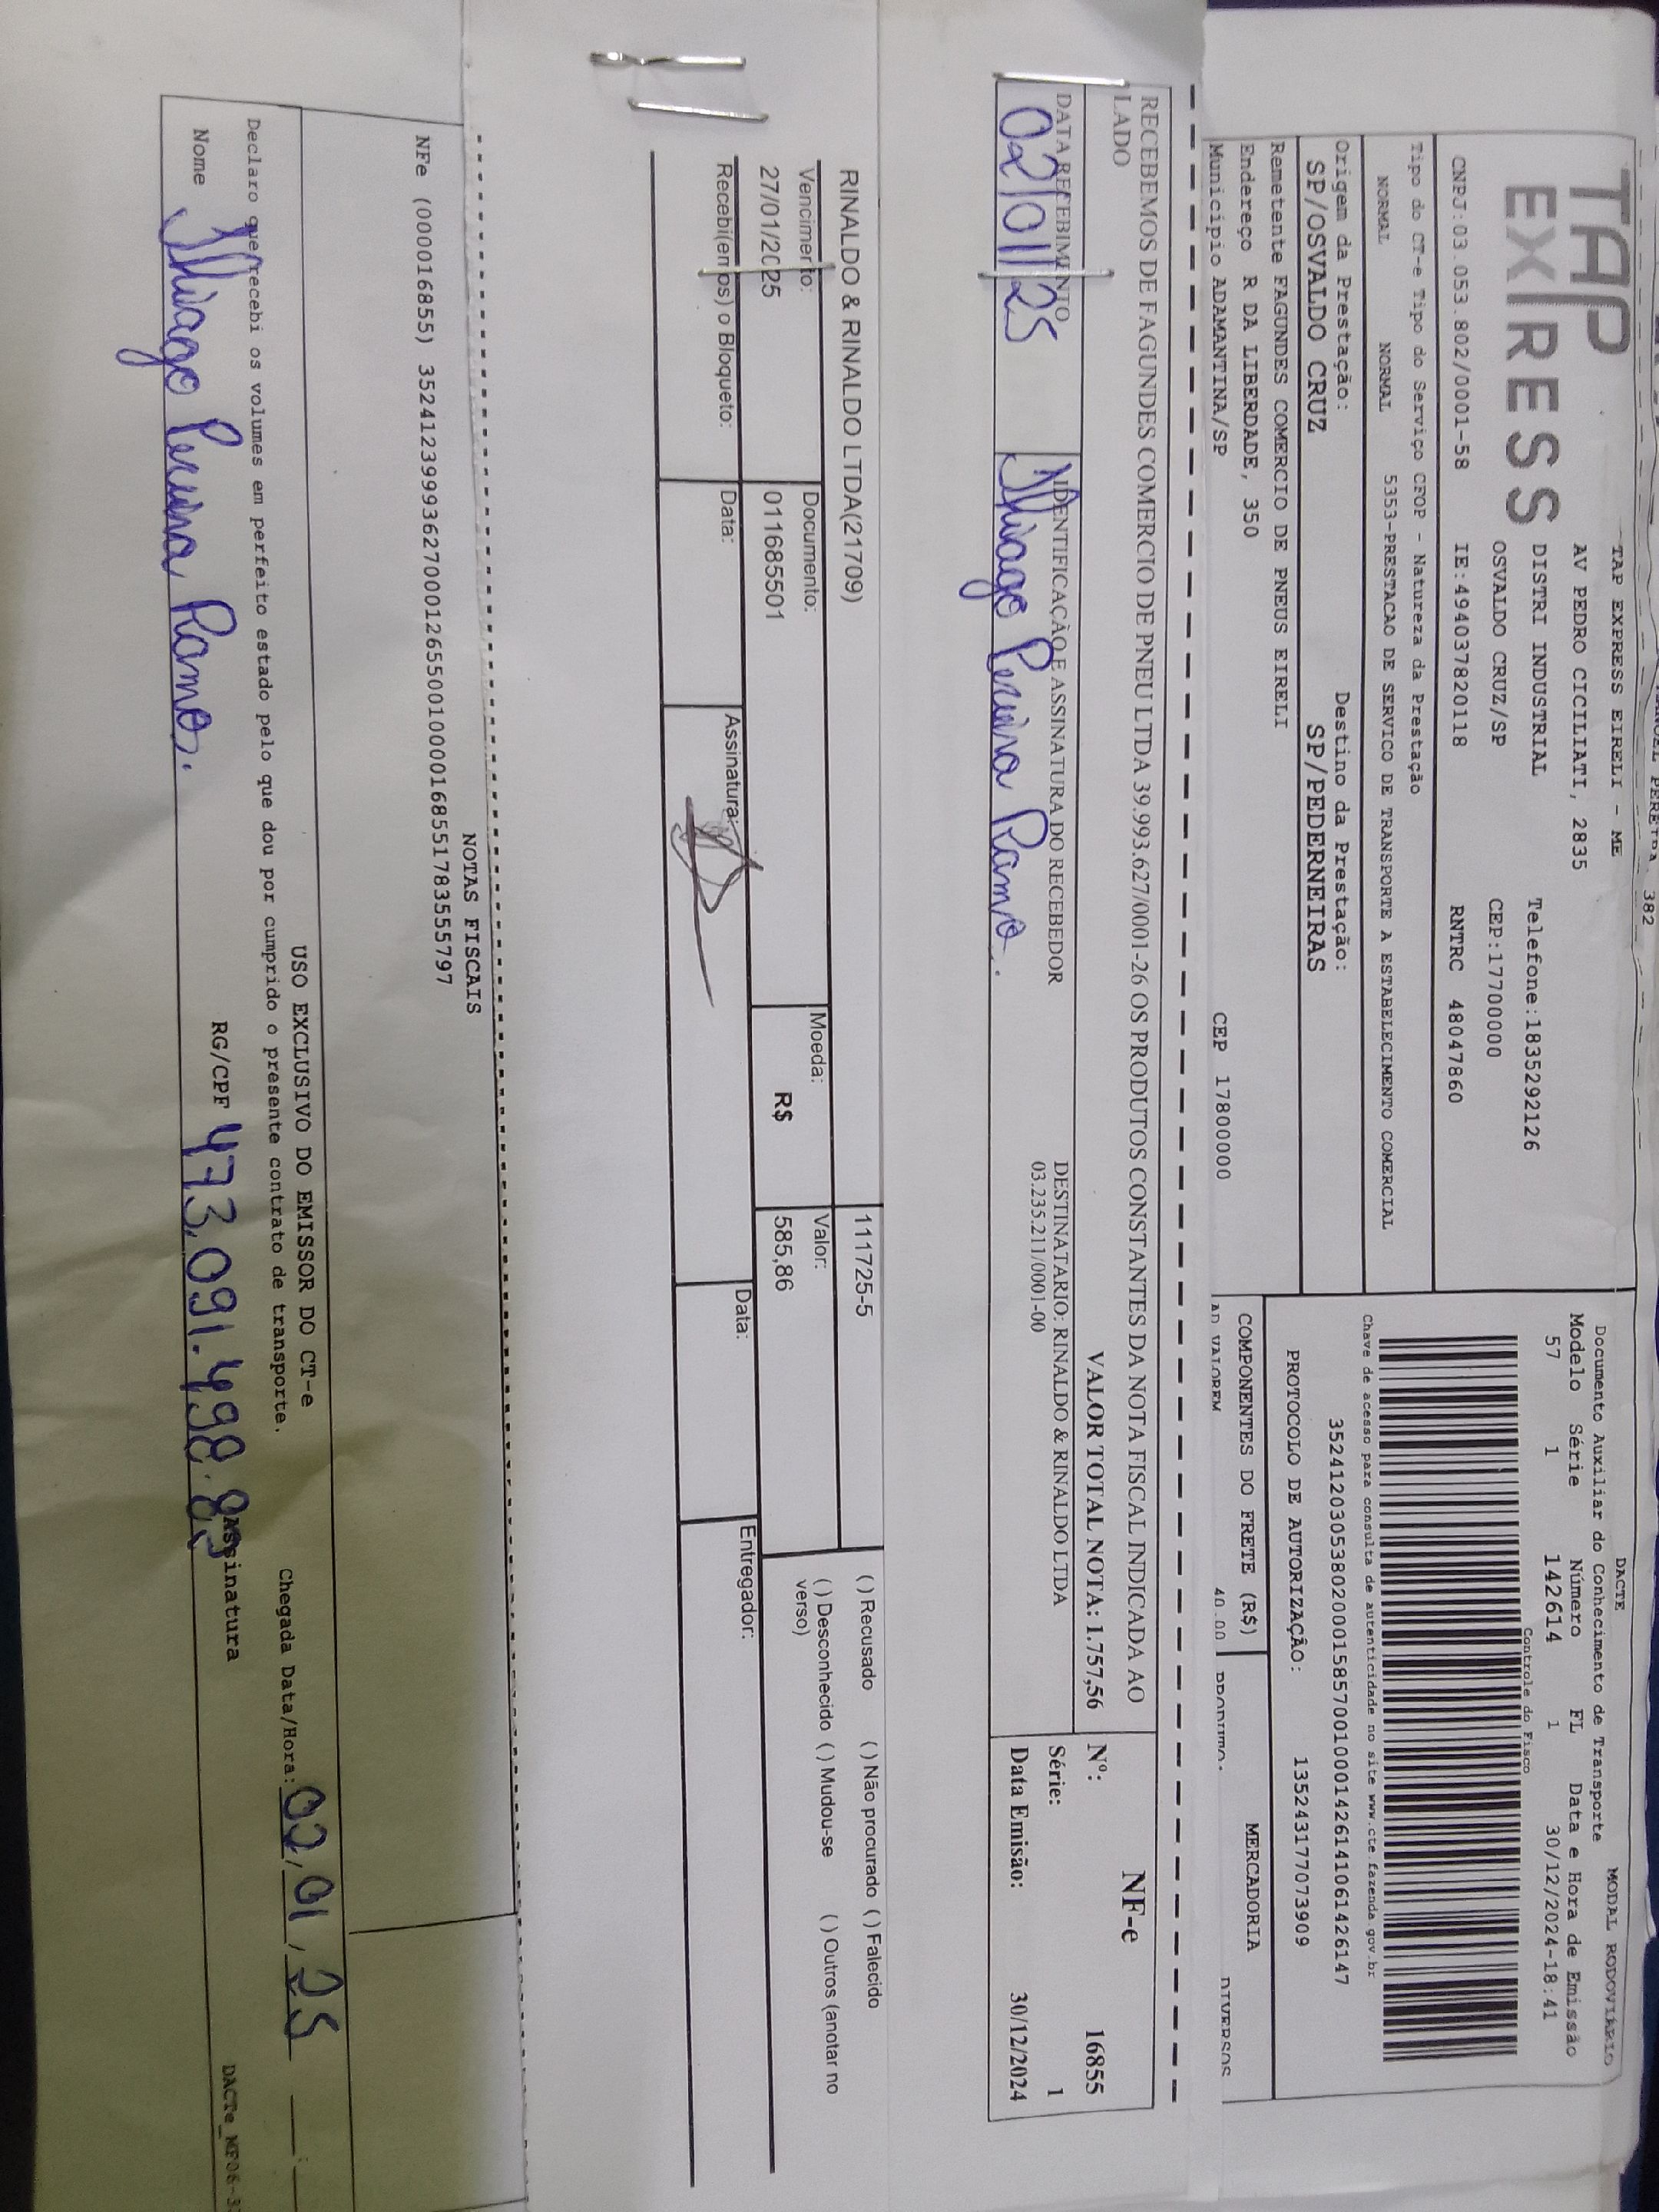 382
TAP
EXPRESS
TAP EXPRESS EIRELI - ME
AV PEDRO CICILIATI, 2835
DISTRI INDUSTRIAL Telefone:1835292126
OSVALDO CRUZ/SP CEP:17700000
CNPJ:03.053.802/0001-58 IE:494037820118 RNTRC 48047860
Tipo do CT-e Tipo do Serviço CFOP - Natureza da Prestação
NORMAL NORMAL 5353-PRESTACAO DE SERVICO DE TRANSPORTE A ESTABELECIMENTO COMERCIAL
Origem da Prestação: Destino da Prestação:
SP/OSVALDO CRUZ SP/PEDERNEIRAS
Remetente FAGUNDES COMERCIO DE PNEUS EIRELI
Endereço R DA LIBERDADE, 350
Municipio ADAMANTINA/SP CEP 17800000
DACTE MODAL RODOVIÁRIO
Documento Auxiliar do Conhecimento de Transporte
Modelo Série Número FL Data e Hora de Emissão
57 1 142614 1 30/12/2024-18:41
Controle do Fisco
Chave de acesso para consulta de autenticidade no site www.cte.fazenda.gov.br
35241203053802000158570010001426141061426147
PROTOCOLO DE AUTORIZAÇÃO: 135243177073909
COMPONENTES DO FRETE (R$) MERCADORIA
AD VALOREM 40.00 PRODUTO. DIVERSOS
RECEBEMOS DE FAGUNDES COMERCIO DE PNEU LTDA 39.993.627/0001-26 OS PRODUTOS CONSTANTES DA NOTA FISCAL INDICADA AO
LADO
VALOR TOTAL NOTA: 1.757,56
DATA RECEBIMENTO IDENTIFICAÇÃO E ASSINATURA DO RECEBEDOR
02/01/25 Thiago Pereira Ramo.
DESTINATARIO: RINALDO & RINALDO LTDA
03.235.211/0001-00
NF-e
Nº: 16855
Série: 1
Data Emisão: 30/12/2024
RINALDO & RINALDO LTDA(21709) 111725-5
Vencimento: Documento: Moeda: Valor:
27/01/2025 011685501 R$ 585,86
( ) Recusado ( ) Não procurado ( ) Falecido
( ) Desconhecido ( ) Mudou-se ( ) Outros (anotar no
verso)
Recebi(emos) o Bloqueto: Data: Assinatura: Data: Entregador:
NOTAS FISCAIS
NFe (000016855) 35241239993627000126550010000168551783555797
USO EXCLUSIVO DO EMISSOR DO CT-e
Declaro que recebi os volumes em perfeito estado pelo que dou por cumprido o presente contrato de transporte. Chegada Data/Hora: 02/01/25
Nome Thiago Pereira Ramo. RG/CPF 473.091.498.83 Assinatura